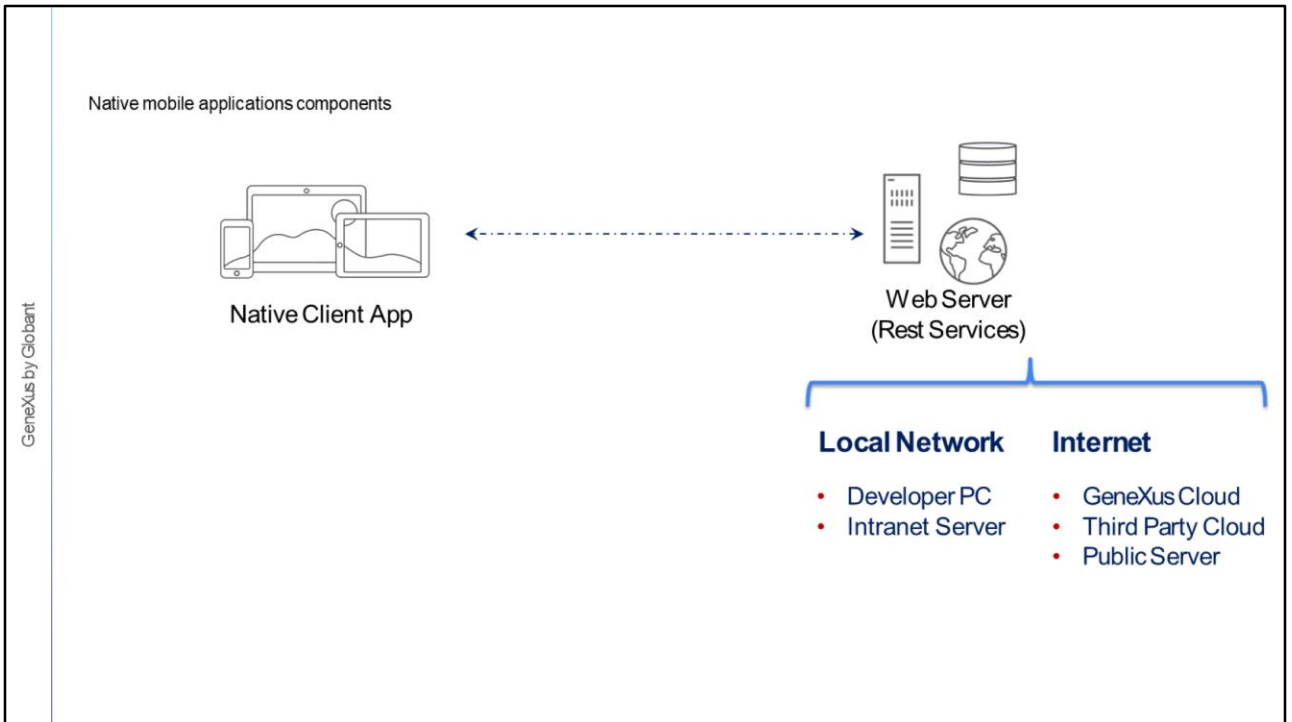 Native mobile applications components
Native Client App
Web Server
(Rest Services)
Local Network
• Developer PC
• Intranet Server
Internet
• GeneXus Cloud
• Third Party Cloud
• Public Server
GeneXus by Globant